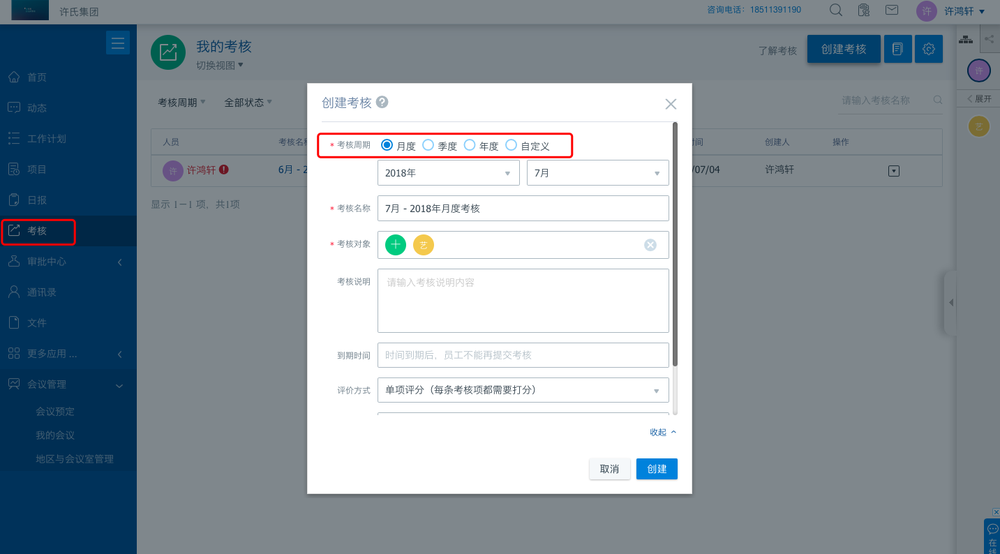 许氏集团
咨询电话：18511391190
许 许鸿轩
首页
动态
工作计划
项目
日报
考核
审批中心
通讯录
文件
更多应用 ...
会议管理
会议预定
我的会议
地区与会议室管理
我的考核
切换视图
了解考核
创建考核
许
展开
艺
考核周期 全部状态
请输入考核名称
人员 考核名称 时间 创建人 操作
许 许鸿轩 6月 - 2 /07/04 许鸿轩
显示 1－1 项，共1项
创建考核
* 考核周期 月度 季度 年度 自定义
2018年 7月
* 考核名称 7月 - 2018年月度考核
* 考核对象 艺
考核说明 请输入考核说明内容
到期时间 时间到期后，员工不能再提交考核
评价方式 单项评分（每条考核项都需要打分）
收起
取消 创建
在
线